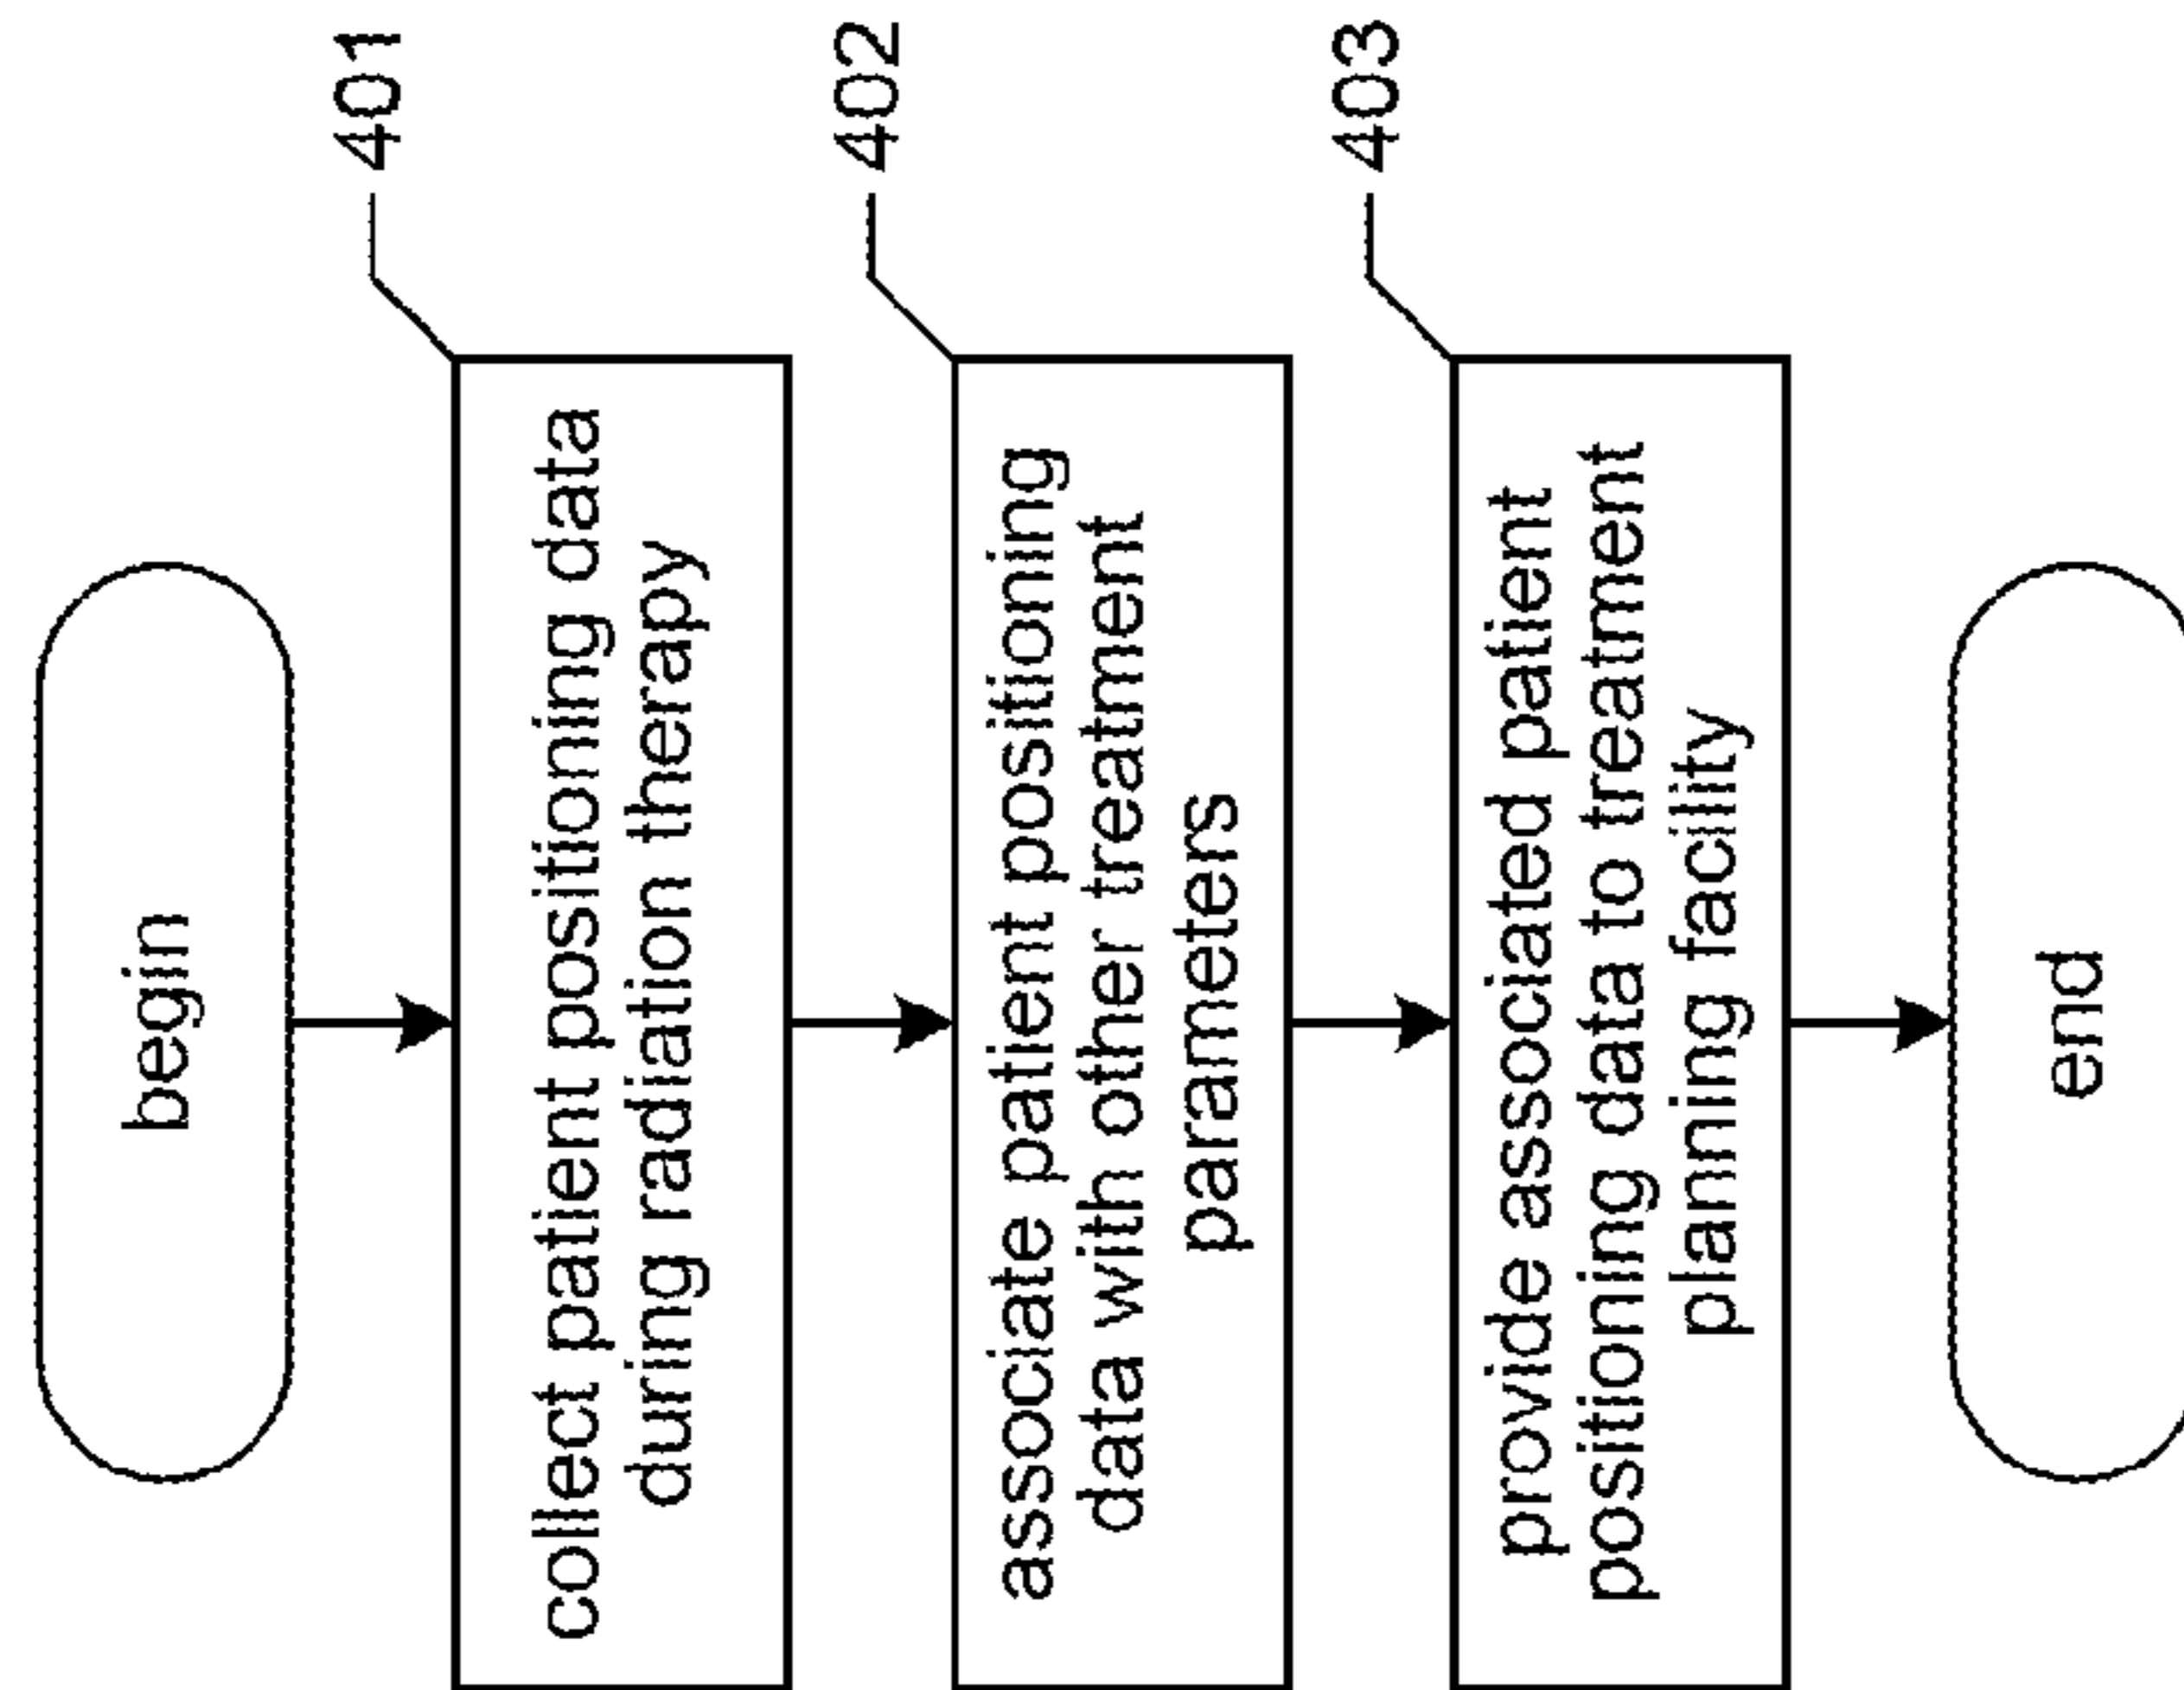 begin
401
collect patient positioning data
during radiation therapy
402
associate patient positioning
data with other treatment
parameters
403
provide associated patient
positioning data to treatment
planning facility
end